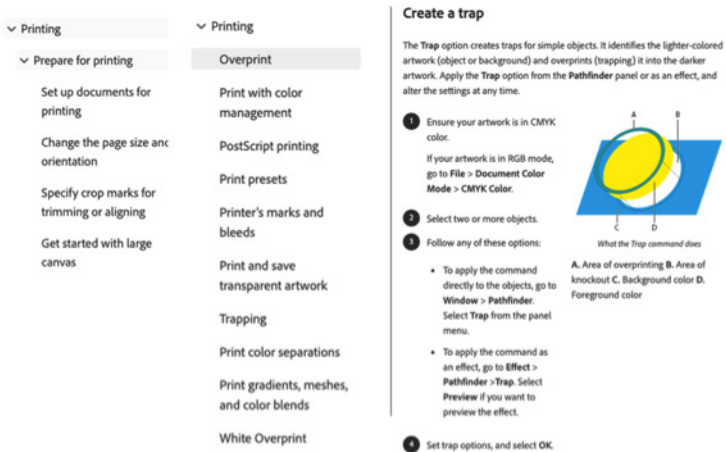 Printing
Prepare for printing
Set up documents for
printing
Change the page size and
orientation
Specify crop marks for
trimming or aligning
Get started with large
canvas
Printing
Overprint
Print with color
management
PostScript printing
Print presets
Printer's marks and
bleeds
Print and save
transparent artwork
Trapping
Print color separations
Print gradients, meshes,
and color blends
White Overprint
Create a trap
The Trap option creates traps for simple objects. It identifies the lighter-colored
artwork (object or background) and overprints (trapping) it into the darker
artwork. Apply the Trap option from the Pathfinder panel or as an effect, and
alter the settings at any time.
1 Ensure your artwork is in CMYK
color.
If your artwork is in RGB mode,
go to File > Document Color
Mode > CMYK Color.
2 Select two or more objects.
3 Follow any of these options:
• To apply the command
directly to the objects, go to
Window > Pathfinder.
Select Trap from the panel
menu.
• To apply the command as
an effect, go to Effect >
Pathfinder >Trap. Select
Preview if you want to
preview the effect.
4 Set trap options, and select OK.
A B
C D
What the Trap command does
A. Area of overprinting B. Area of
knockout C. Background color D.
Foreground color